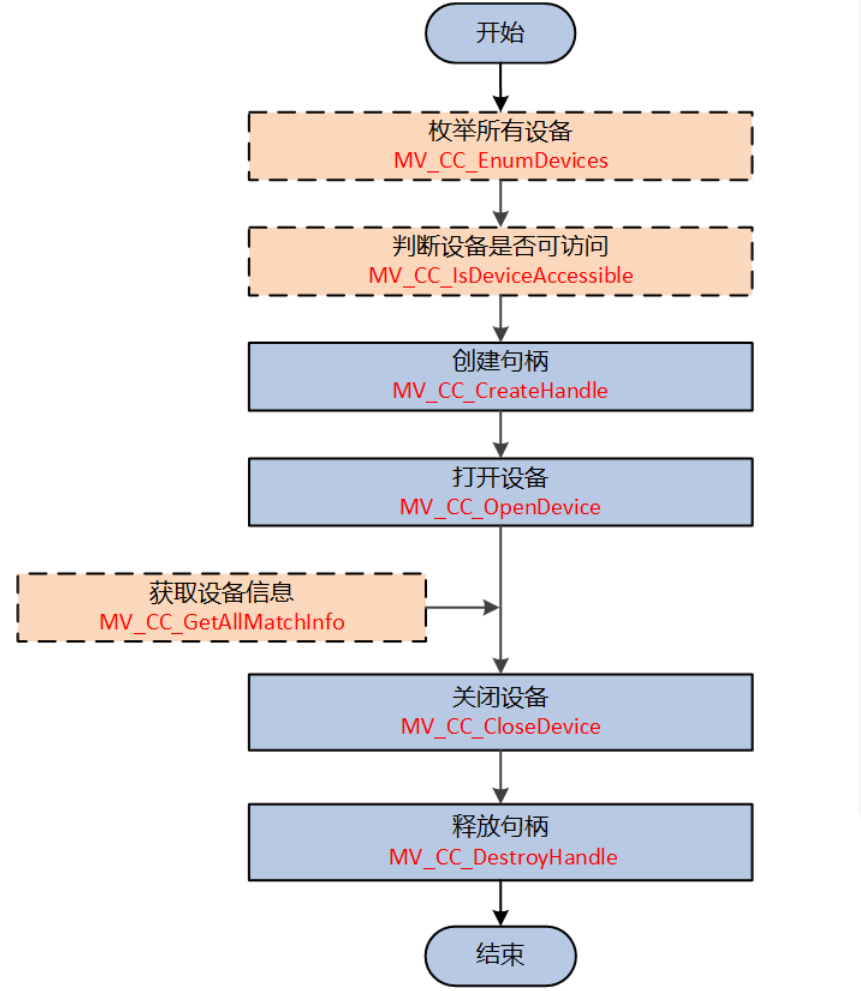 开始
枚举所有设备
MV_CC_EnumDevices
判断设备是否可访问
MV_CC_IsDeviceAccessible
创建句柄
MV_CC_CreateHandle
打开设备
MV_CC_OpenDevice
获取设备信息
MV_CC_GetAllMatchInfo
关闭设备
MV_CC_CloseDevice
释放句柄
MV_CC_DestroyHandle
结束